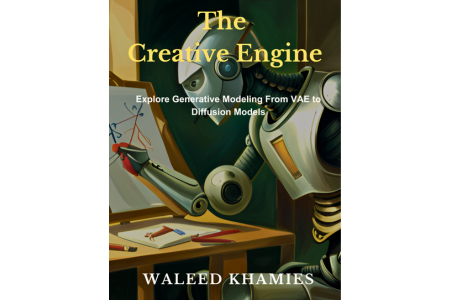 The
Creative Engine
Explore Generative Modeling From VAE to
Diffusion Models
WALEED KHAMIES